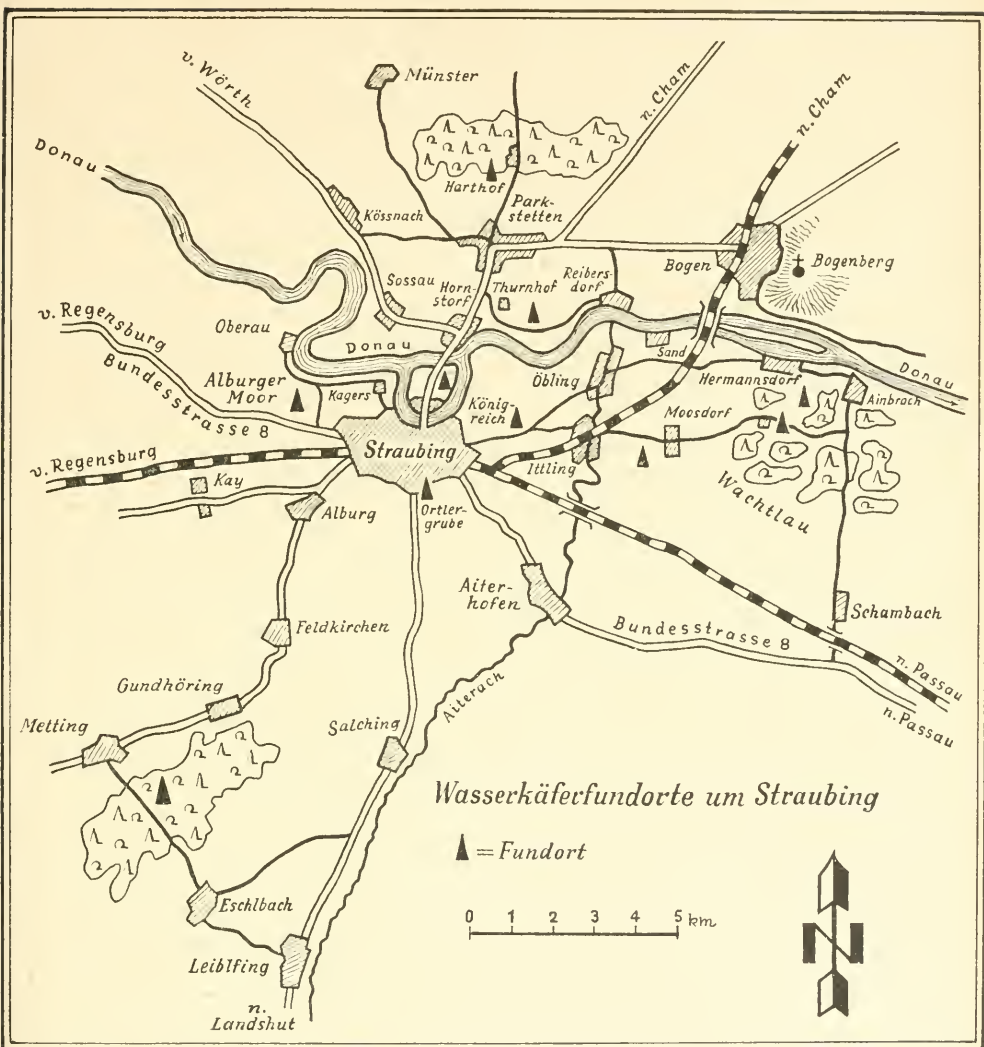 v. Wörth
Münster
n. Cham
n. Cham
Donau
Harthof
Kössnach
Park-
stetten
Bogen
Bogenberg
Sossau
Horn-
storf
Thurnhof
Reibers-
dorf
v. Regensburg
Bundesstrasse 8
Oberau
Donau
Sand
Donau
Alburger
Moor
Kagers
König-
reich
Öbling
Hermannsdorf
Ainbrach
Moosdorf
Straubing
v. Regensburg
Kay
Ittling
Wachtlau
Alburg
Ortler-
grube
Aiter-
hofen
Schambach
Feldkirchen
Bundesstrasse 8
n. Passau
n. Passau
Gundhöring
Aiterach
Metting
Salching
Wasserkäferfundorte um Straubing
= Fundort
Eschlbach
0 1 2 3 4 5 km
N
Leiblfing
n.
Landshut